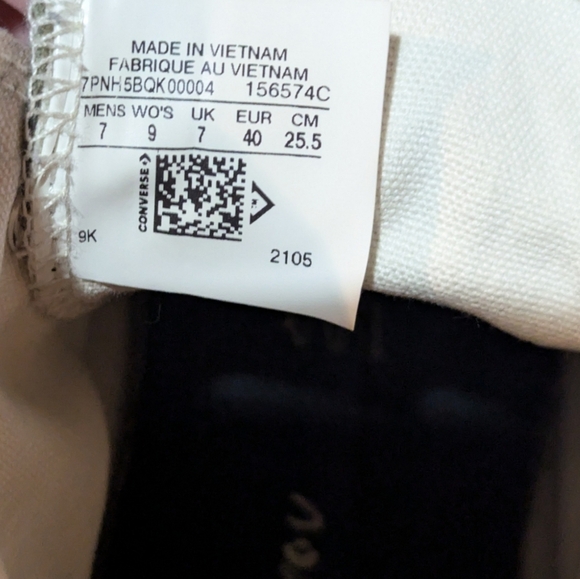 MADE IN VIETNAM
FABRIQUE AU VIETNAM
7PNH5BQK00004 156574C
MENS WO'S UK EUR CM
7 9 7 40 25.5
CONVERSE
9K
2105